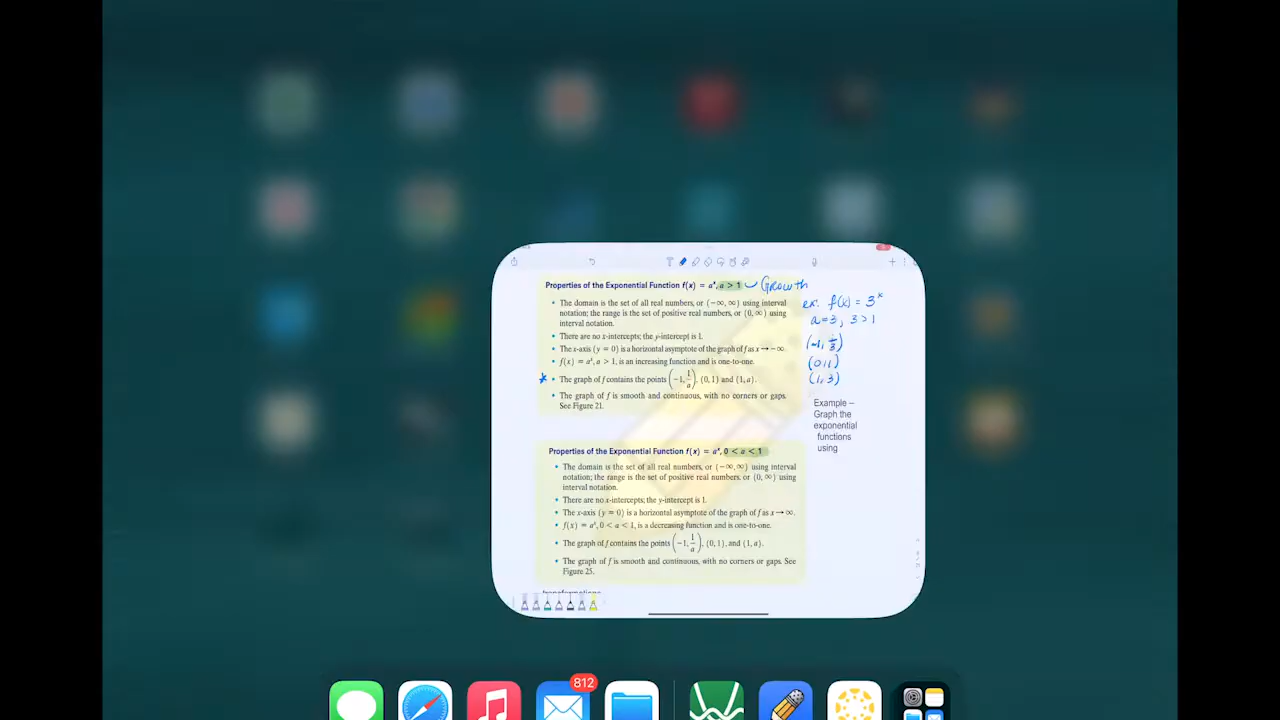 Properties of the Exponential Function f(x) = aˣ, a > 1 Growth
• The domain is the set of all real numbers, or (−∞, ∞) using interval
notation; the range is the set of positive real numbers, or (0, ∞) using
interval notation.
• There are no x-intercepts; the y-intercept is 1.
• The x-axis (y = 0) is a horizontal asymptote of the graph of f as x → −∞.
• f(x) = aˣ, a > 1, is an increasing function and is one-to-one.
* • The graph of f contains the points (−1, 1/a), (0, 1) and (1, a).
• The graph of f is smooth and continuous, with no corners or gaps.
See Figure 21.
ex: f(x) = 3ˣ
a=3, 3 > 1
(-1, 1/3)
(0,1)
(1, 3)
Example –
Graph the
exponential
functions
using
Properties of the Exponential Function f(x) = aˣ, 0 < a < 1
• The domain is the set of all real numbers, or (−∞, ∞) using interval
notation; the range is the set of positive real numbers, or (0, ∞) using
interval notation.
• There are no x-intercepts; the y-intercept is 1.
• The x-axis (y = 0) is a horizontal asymptote of the graph of f as x → ∞.
• f(x) = aˣ, 0 < a < 1, is a decreasing function and is one-to-one.
• The graph of f contains the points (−1, 1/a), (0, 1), and (1, a).
• The graph of f is smooth and continuous, with no corners or gaps. See
Figure 25.
812